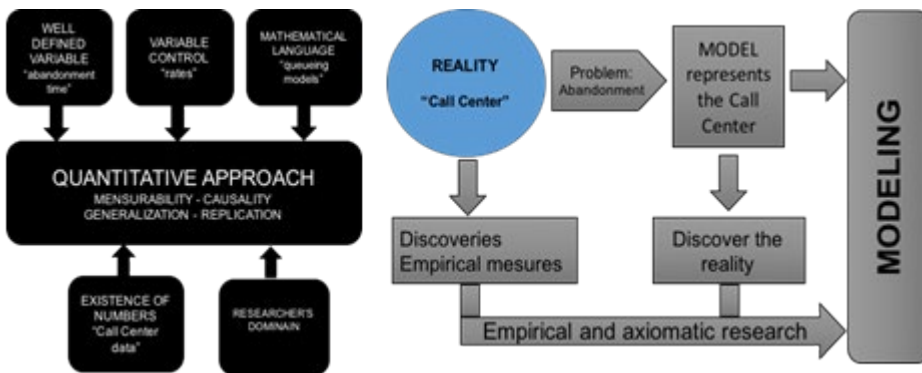 WELL
DEFINED
VARIABLE
"abandonment
time"
VARIABLE
CONTROL
"rates"
MATHEMATICAL
LANGUAGE
"queueing
models"
QUANTITATIVE APPROACH
MENSURABILITY - CAUSALITY
GENERALIZATION - REPLICATION
EXISTENCE OF
NUMBERS
"Call Center
data"
RESEARCHER'S
DOMINAIN
REALITY
"Call Center"
Problem:
Abandonment
MODEL
represents
the Call
Center
Discoveries
Empirical mesures
Discover the
reality
Empirical and axiomatic research
MODELING